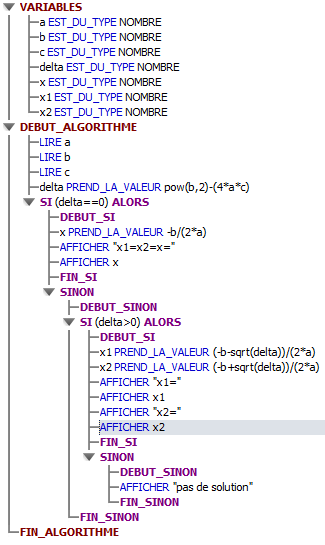 VARIABLES
a EST_DU_TYPE NOMBRE
b EST_DU_TYPE NOMBRE
c EST_DU_TYPE NOMBRE
delta EST_DU_TYPE NOMBRE
x EST_DU_TYPE NOMBRE
x1 EST_DU_TYPE NOMBRE
x2 EST_DU_TYPE NOMBRE
DEBUT_ALGORITHME
LIRE a
LIRE b
LIRE c
delta PREND_LA_VALEUR pow(b,2)-(4*a*c)
SI (delta==0) ALORS
DEBUT_SI
x PREND_LA_VALEUR -b/(2*a)
AFFICHER "x1=x2=x="
AFFICHER x
FIN_SI
SINON
DEBUT_SINON
SI (delta>0) ALORS
DEBUT_SI
x1 PREND_LA_VALEUR (-b-sqrt(delta))/(2*a)
x2 PREND_LA_VALEUR (-b+sqrt(delta))/(2*a)
AFFICHER "x1="
AFFICHER x1
AFFICHER "x2="
AFFICHER x2
FIN_SI
SINON
DEBUT_SINON
AFFICHER "pas de solution"
FIN_SINON
FIN_SINON
FIN_ALGORITHME